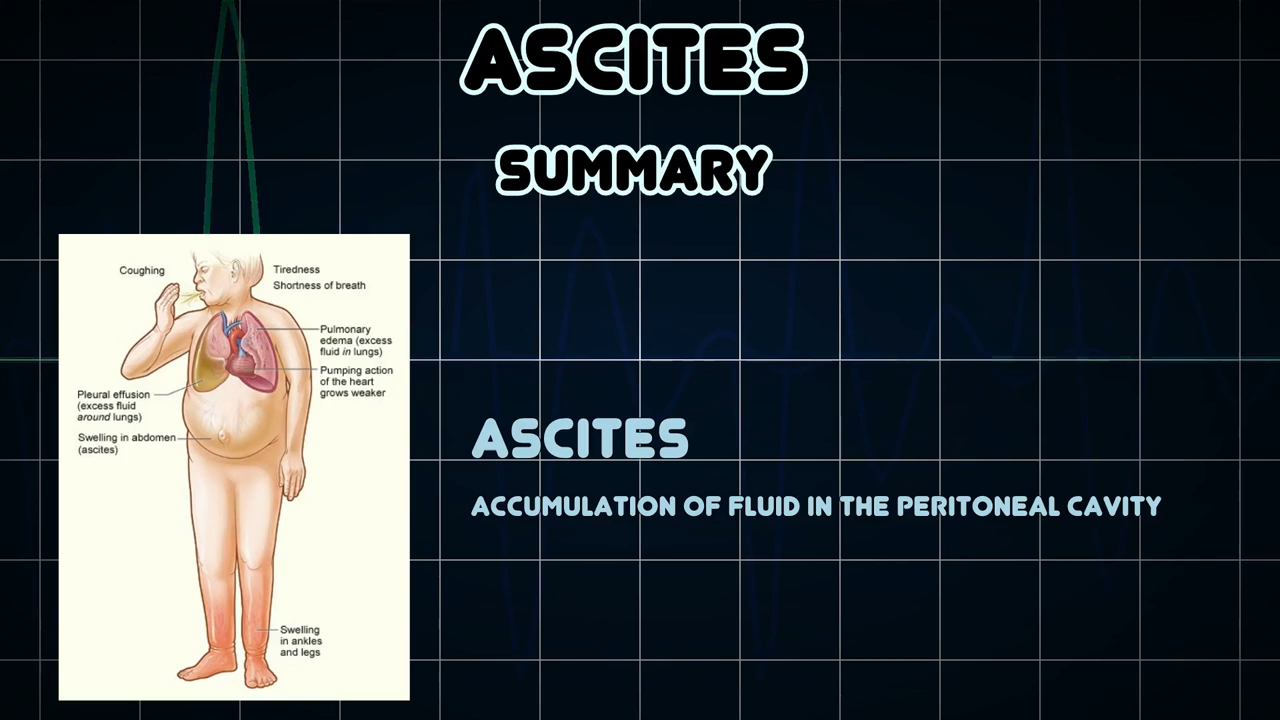 ASCITES
SUMMARY
Coughing
Tiredness
Shortness of breath
Pulmonary
edema (excess
fluid in lungs)
Pumping action
of the heart
grows weaker
Pleural effusion
(excess fluid
around lungs)
Swelling in abdomen
(ascites)
Swelling
in ankles
and legs
ASCITES
ACCUMULATION OF FLUID IN THE PERITONEAL CAVITY